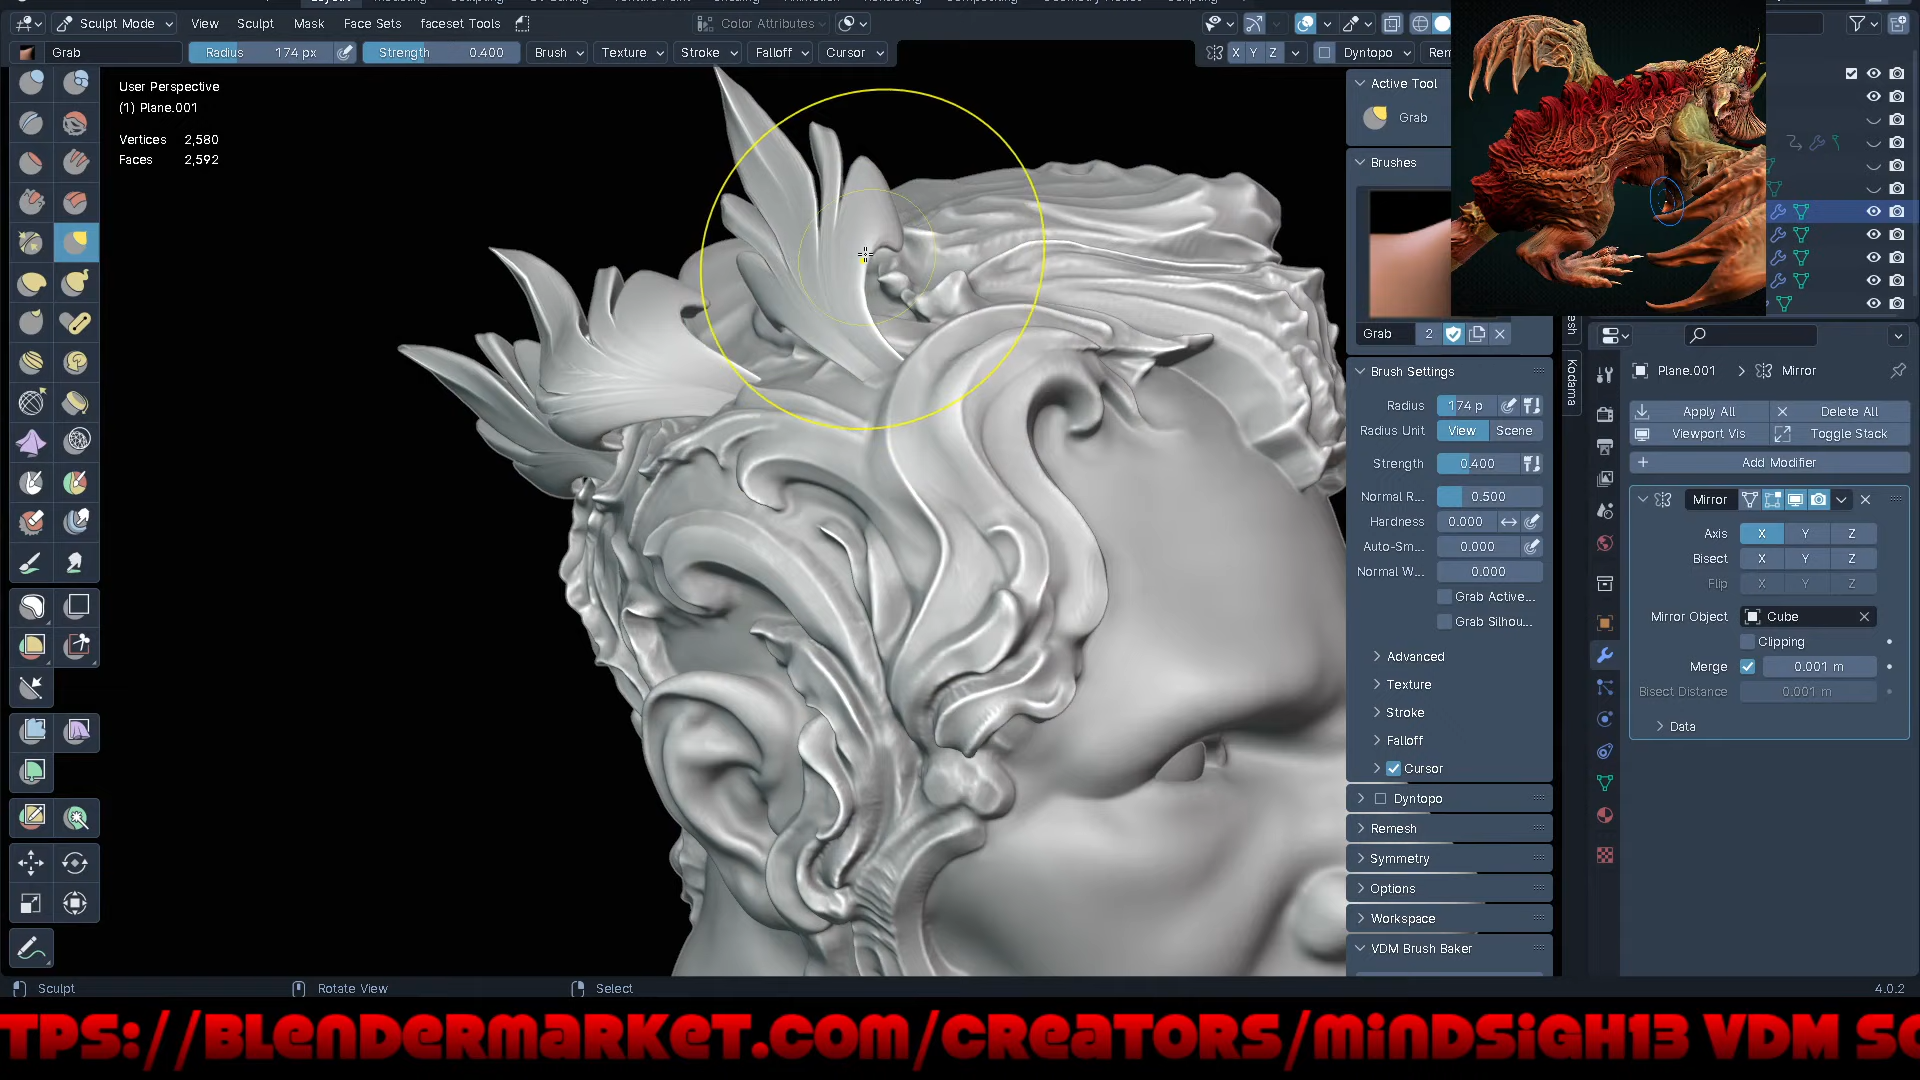 Sculpt Mode
View
Sculpt
Mask
Face Sets
faceset Tools
Color Attributes
Grab
Radius 174 px
Strength 0.400
Brush
Texture
Stroke
Falloff
Cursor
X Y Z
Dyntopo
User Perspective
(1) Plane.001
Vertices 2,580
Faces 2,592
Active Tool
Grab
Brushes
Grab 2
Brush Settings
Radius 174 p
Radius Unit View Scene
Strength 0.400
Normal R... 0.500
Hardness 0.000
Auto-Sm... 0.000
Normal W... 0.000
Grab Active...
Grab Silhou...
Advanced
Texture
Stroke
Falloff
Cursor
Dyntopo
Remesh
Symmetry
Options
Workspace
VDM Brush Baker
Kodama
Plane.001 > Mirror
Apply All
Delete All
Viewport Vis
Toggle Stack
Add Modifier
Mirror
Axis X Y Z
Bisect X Y Z
Flip X Y Z
Mirror Object Cube
Clipping
Merge 0.001 m
Bisect Distance 0.001 m
Data
Sculpt
Rotate View
Select
4.0.2
TPS://BLENDERMARKET.COM/CREATORS/MINDSIGH13 VDM SC